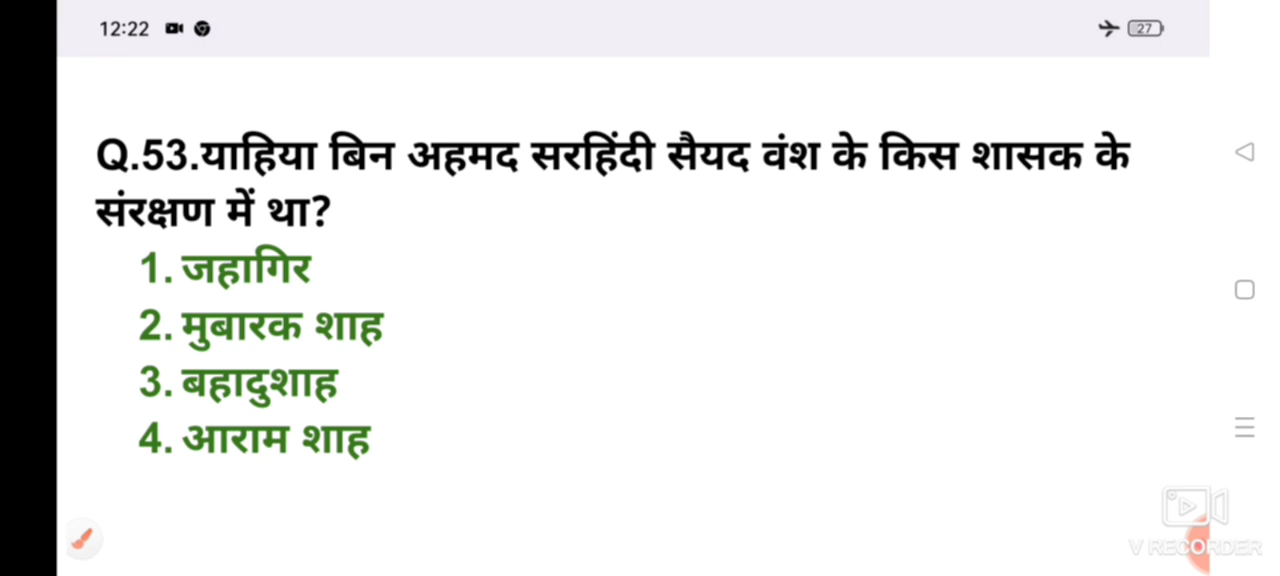 12:22
27
Q.53.याहिया बिन अहमद सरहिंदी सैयद वंश के किस शासक के
संरक्षण में था?
1. जहागिर
2. मुबारक शाह
3. बहादुशाह
4. आराम शाह
V RECORDER